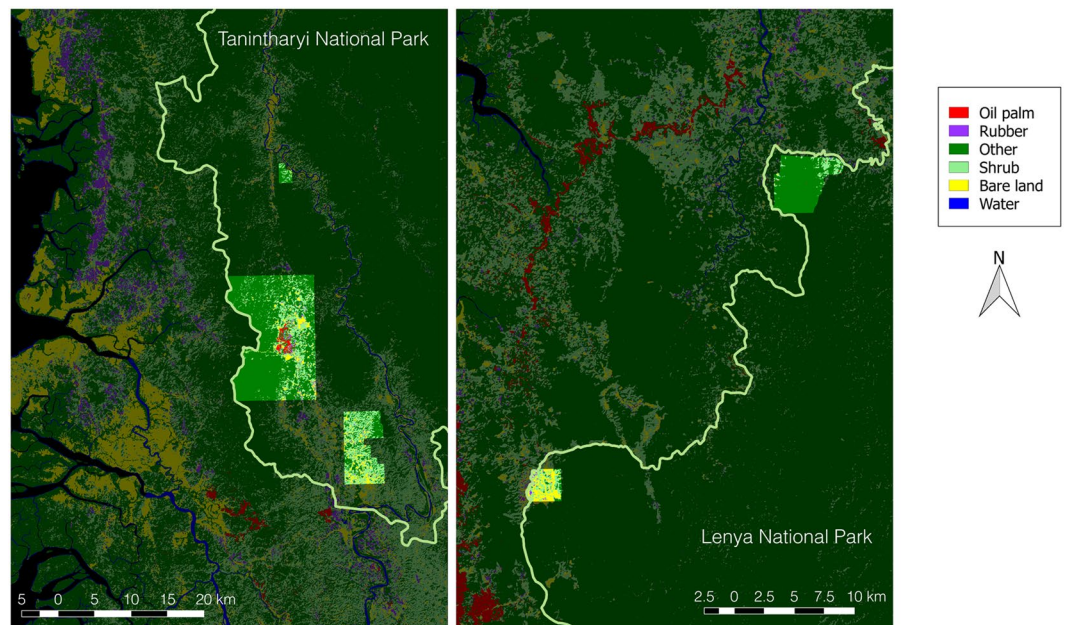 Tanintharyi National Park
5 0 5 10 15 20 km
Lenya National Park
2.5 0 2.5 5 7.5 10 km
Oil palm
Rubber
Other
Shrub
Bare land
Water
N